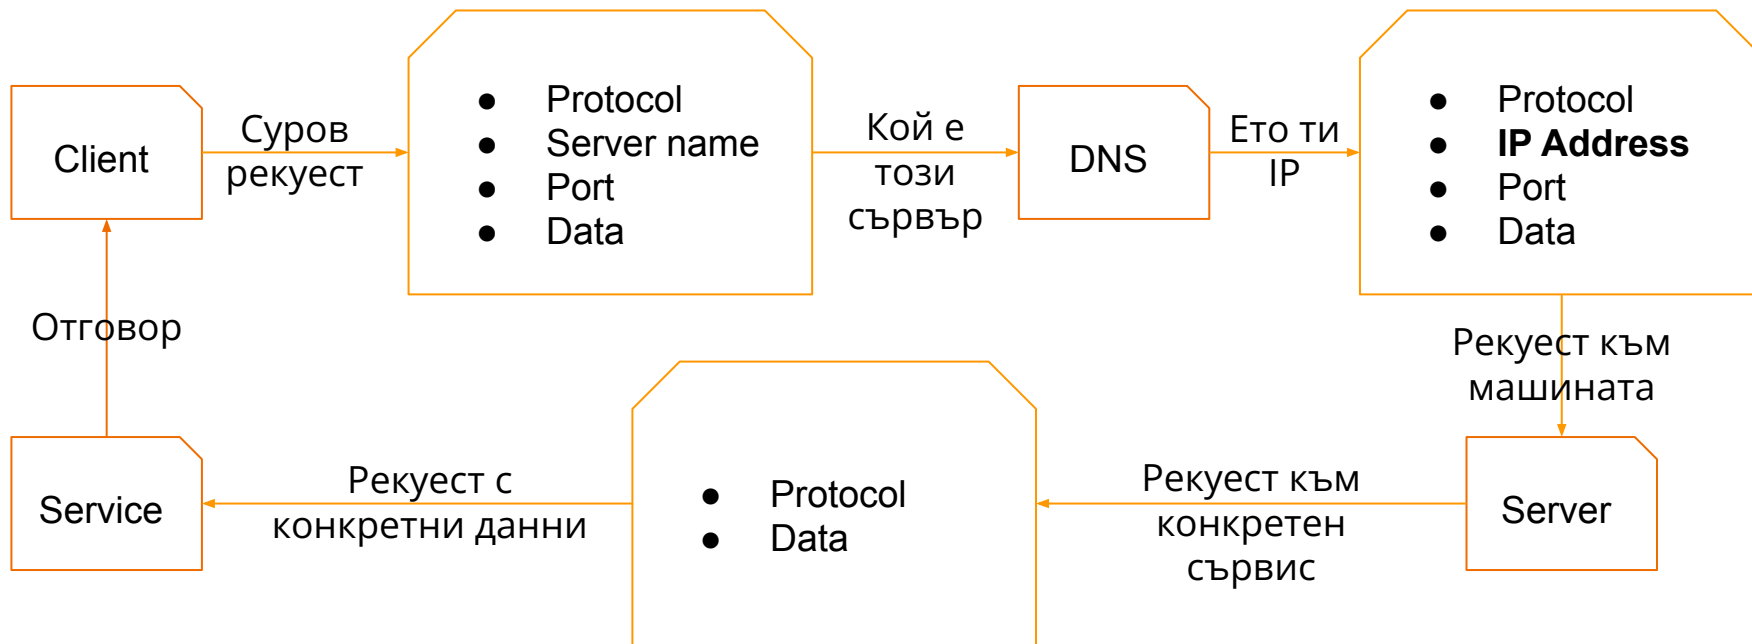 Client
Суров
рекуест
● Protocol
● Server name
● Port
● Data
Кой е
този
сървър
DNS
Ето ти
IP
● Protocol
● IP Address
● Port
● Data
Рекуест към
машината
Server
Рекуест към
конкретен
сървис
● Protocol
● Data
Рекуест с
конкретни данни
Service
Отговор